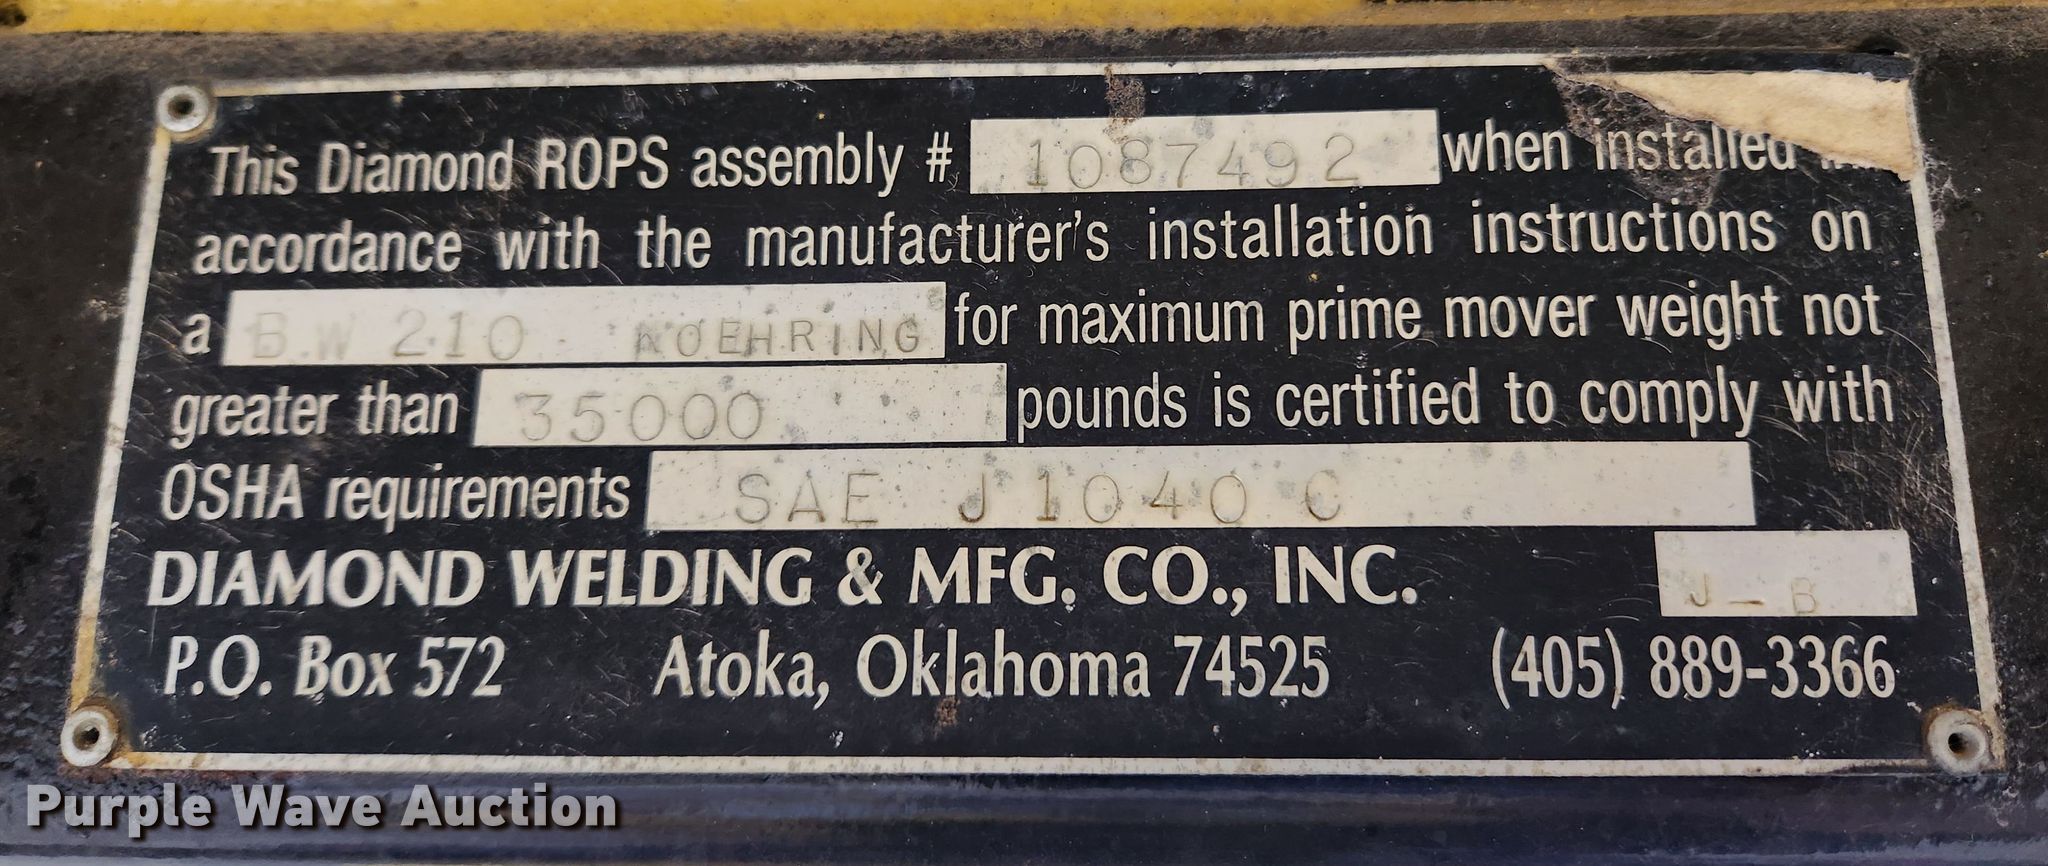 This Diamond ROPS assembly # 1087492 when installed
accordance with the manufacturer's installation instructions on
a B.W 210 KOEHRING for maximum prime mover weight not
greater than 35000 pounds is certified to comply with
OSHA requirements SAE J1040C
DIAMOND WELDING & MFG. CO., INC. J-B
P.O. Box 572 Atoka, Oklahoma 74525 (405) 889-3366
Purple Wave Auction